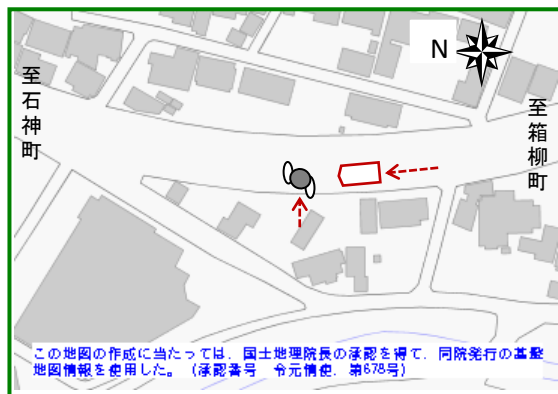 N
至石神町
至箱柳町
この地図の作成に当たっては、国土地理院長の承認を得て、同院発行の基盤
地図情報を使用した。（承認番号　令元情使、第678号）